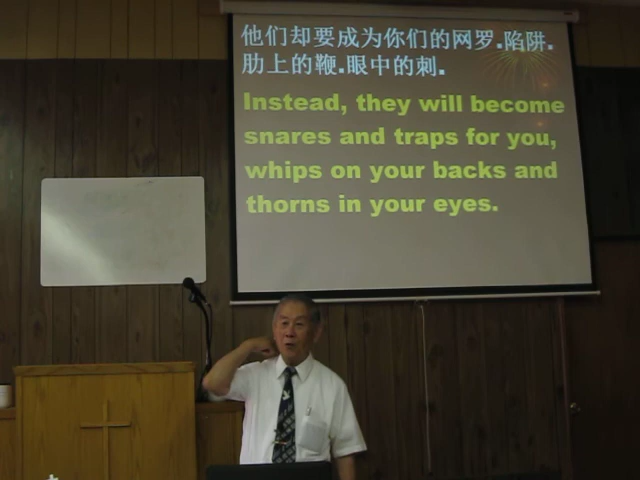 他们却要成为你们的网罗.陷阱.
肋上的鞭.眼中的刺.
Instead, they will become
snares and traps for you,
whips on your backs and
thorns in your eyes.